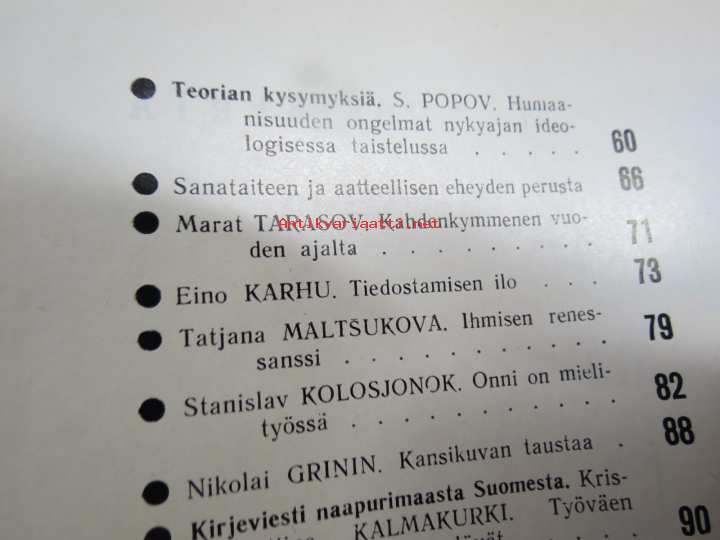 Teorian kysymyksiä. S. POPOV. Humaa-
nisuuden ongelmat nykyajan ideo-
logisessa taistelussa . . . . . 60
Sanataiteen ja aatteellisen eheyden perusta 66
Marat TARASOV. Kahdenkymmenen vuo-
den ajalta . . . . . . . . . 71
Antikvariaatti.net
Eino KARHU. Tiedostamisen ilo . . . 73
Tatjana MALTŠUKOVA. Ihmisen renes-
sanssi . . . . . . . . . . 79
Stanislav KOLOSJONOK. Onni on mieli-
työssä . . . . . . . . . . 82
Nikolai GRININ. Kansikuvan taustaa . 88
Kirjeviesti naapurimaasta Suomesta. Kris-
KALMAKURKI. Työväen
90